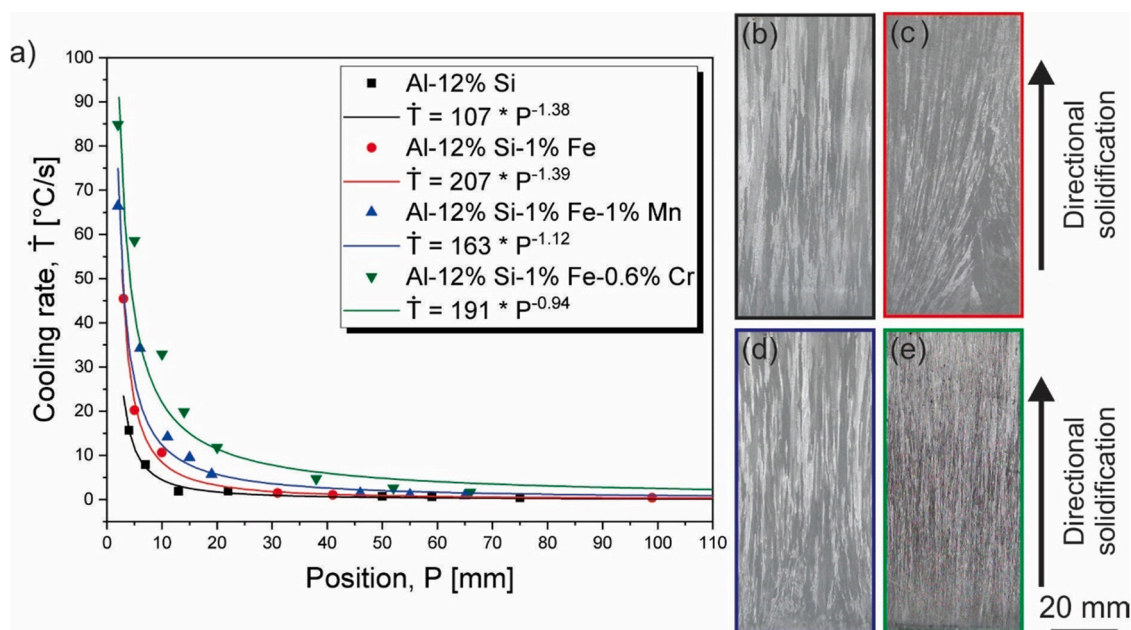 a)
Cooling rate, Ṫ [°C/s]
100
90
80
70
60
50
40
30
20
10
0
Al-12% Si
Ṫ = 107 * P-1.38
Al-12% Si-1% Fe
Ṫ = 207 * P-1.39
Al-12% Si-1% Fe-1% Mn
Ṫ = 163 * P-1.12
Al-12% Si-1% Fe-0.6% Cr
Ṫ = 191 * P-0.94
0 10 20 30 40 50 60 70 80 90 100 110
Position, P [mm]
(b)
(c)
Directional
solidification
(d)
(e)
Directional
solidification
20 mm